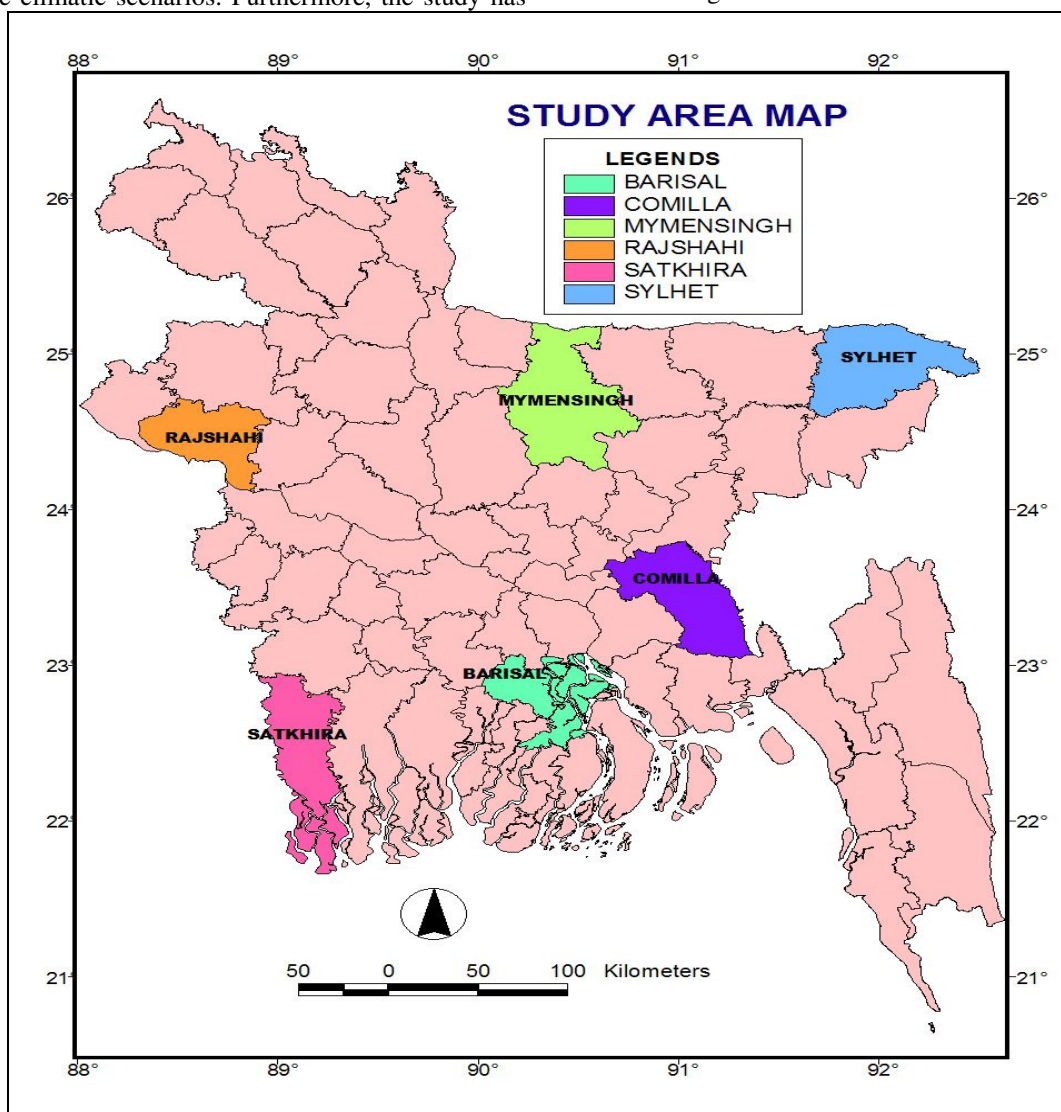 e climatic scenarios. Furthermore, the study has
88° 89° 90° 91° 92°
STUDY AREA MAP
LEGENDS
BARISAL
COMILLA
MYMENSINGH
RAJSHAHI
SATKHIRA
SYLHET
26° 26°
25° 25°
SYLHET
MYMENSINGH
RAJSHAHI
24° 24°
COMILLA
23° 23°
BARISAL
SATKHIRA
22° 22°
50 0 50 100 Kilometers
21° 21°
88° 89° 90° 91° 92°